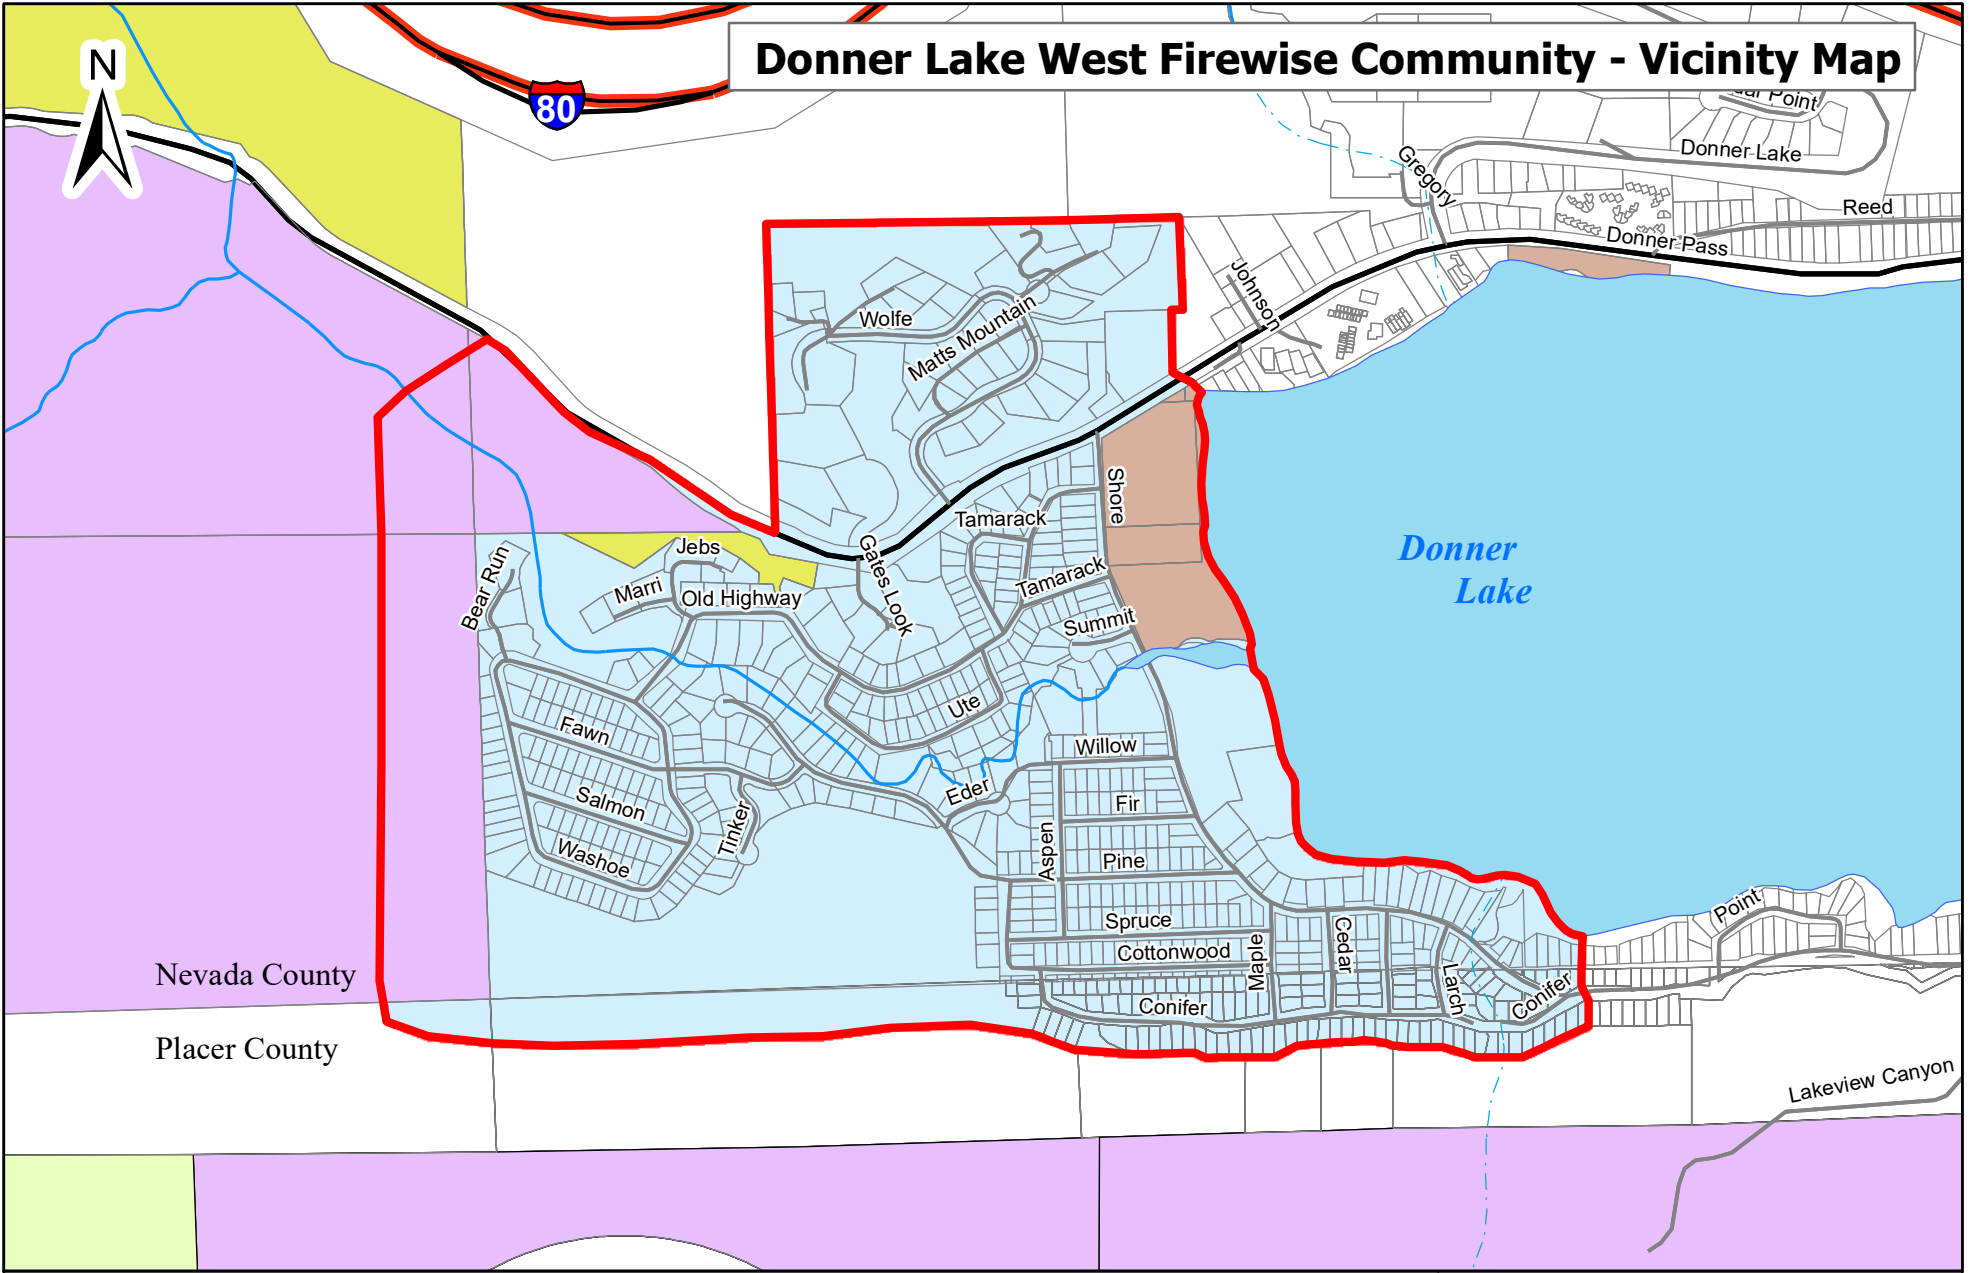 Donner Lake West Firewise Community - Vicinity Map
N
80
Point
Donner Lake
Gregory
Reed
Donner Pass
Johnson
Wolfe
Matts Mountain
Shore
Tamarack
Gates Look
Jebs
Bear Run
Marri
Old Highway
Tamarack
Summit
Donner
Lake
Ute
Fawn
Willow
Eder
Salmon
Fir
Tinker
Aspen
Washoe
Pine
Spruce
Point
Cottonwood
Maple
Cedar
Larch
Conifer
Conifer
Nevada County
Placer County
Lakeview Canyon